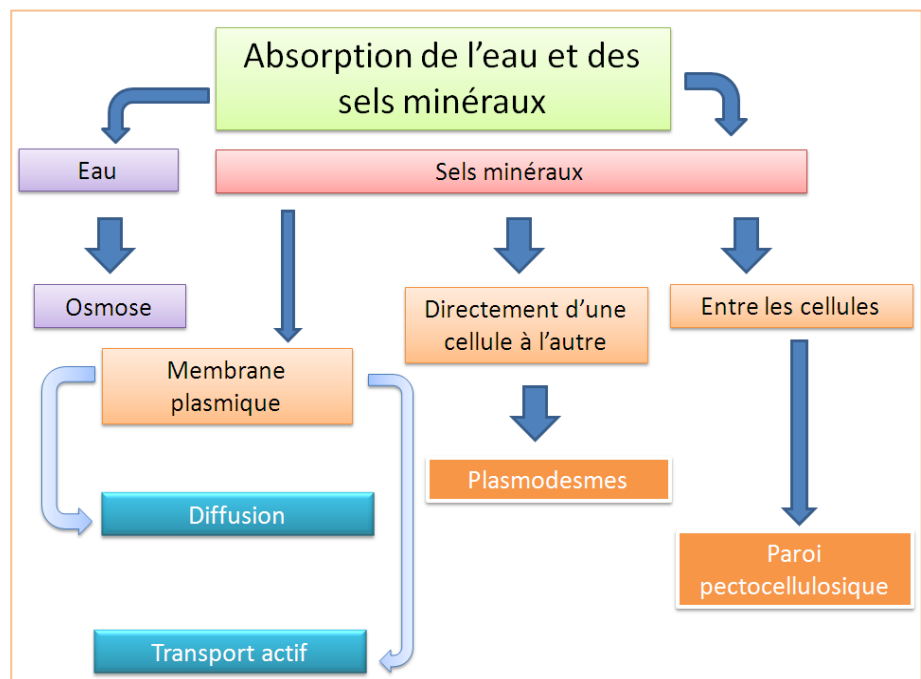 Absorption de l’eau et des
sels minéraux
Eau
Sels minéraux
Osmose
Directement d’une
cellule à l’autre
Entre les cellules
Membrane
plasmique
Plasmodesmes
Diffusion
Paroi
pectocellulosique
Transport actif